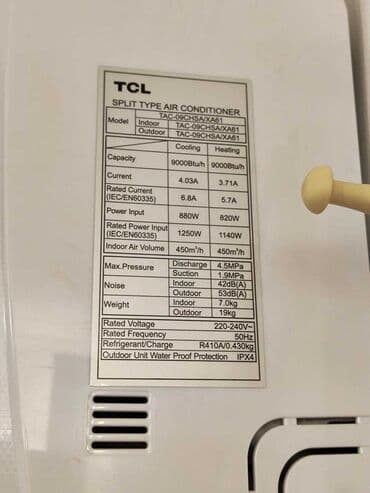 TCL
SPLIT TYPE AIR CONDITIONER
Model TAC-09CHSA/XA61
Indoor TAC-09CHSA/XA61
Outdoor TAC-09CHSA/XA61
Cooling Heating
Capacity 9000Btu/h 9000Btu/h
Current 4.03A 3.71A
Rated Current (IEC/EN60335) 6.8A 5.7A
Power Input 880W 820W
Rated Power Input (IEC/EN60335) 1250W 1140W
Indoor Air Volume 450m³/h 450m³/h
Max.Pressure Discharge 4.5MPa
Suction 1.9MPa
Noise Indoor 42dB(A)
Outdoor 53dB(A)
Weight Indoor 7.0kg
Outdoor 19kg
Rated Voltage 220-240V~
Rated Frequency 50Hz
Refrigerant/Charge R410A/0.430kg
Outdoor Unit Water Proof Protection IPX4